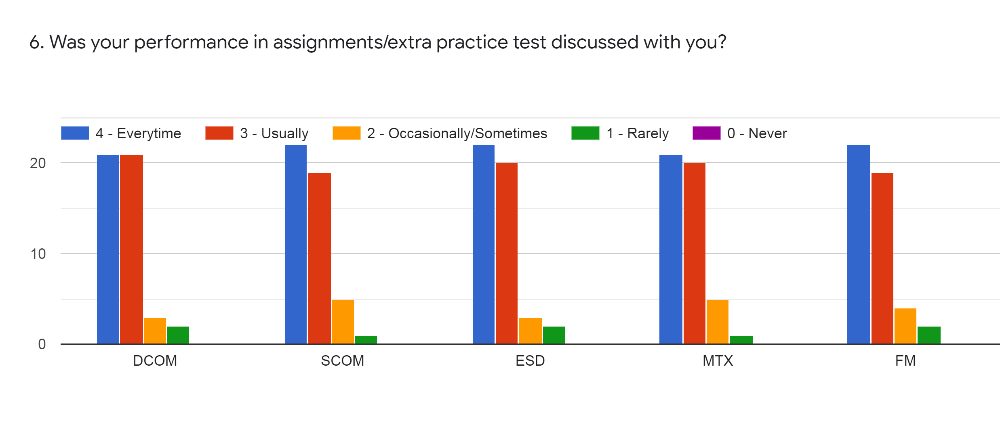 6. Was your performance in assignments/extra practice test discussed with you?
4 - Everytime 3 - Usually 2 - Occasionally/Sometimes 1 - Rarely 0 - Never
20
10
0
DCOM SCOM ESD MTX FM